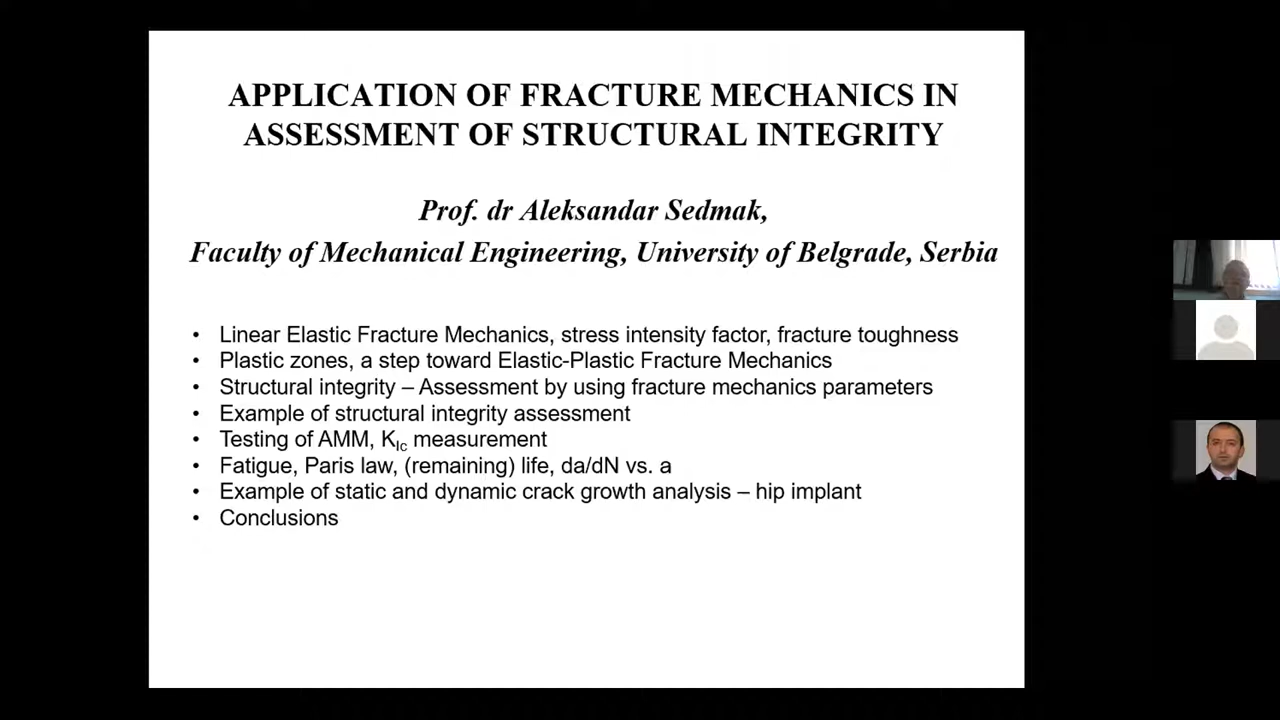 APPLICATION OF FRACTURE MECHANICS IN
ASSESSMENT OF STRUCTURAL INTEGRITY
Prof. dr Aleksandar Sedmak,
Faculty of Mechanical Engineering, University of Belgrade, Serbia
• Linear Elastic Fracture Mechanics, stress intensity factor, fracture toughness
• Plastic zones, a step toward Elastic-Plastic Fracture Mechanics
• Structural integrity – Assessment by using fracture mechanics parameters
• Example of structural integrity assessment
• Testing of AMM, KIc measurement
• Fatigue, Paris law, (remaining) life, da/dN vs. a
• Example of static and dynamic crack growth analysis – hip implant
• Conclusions